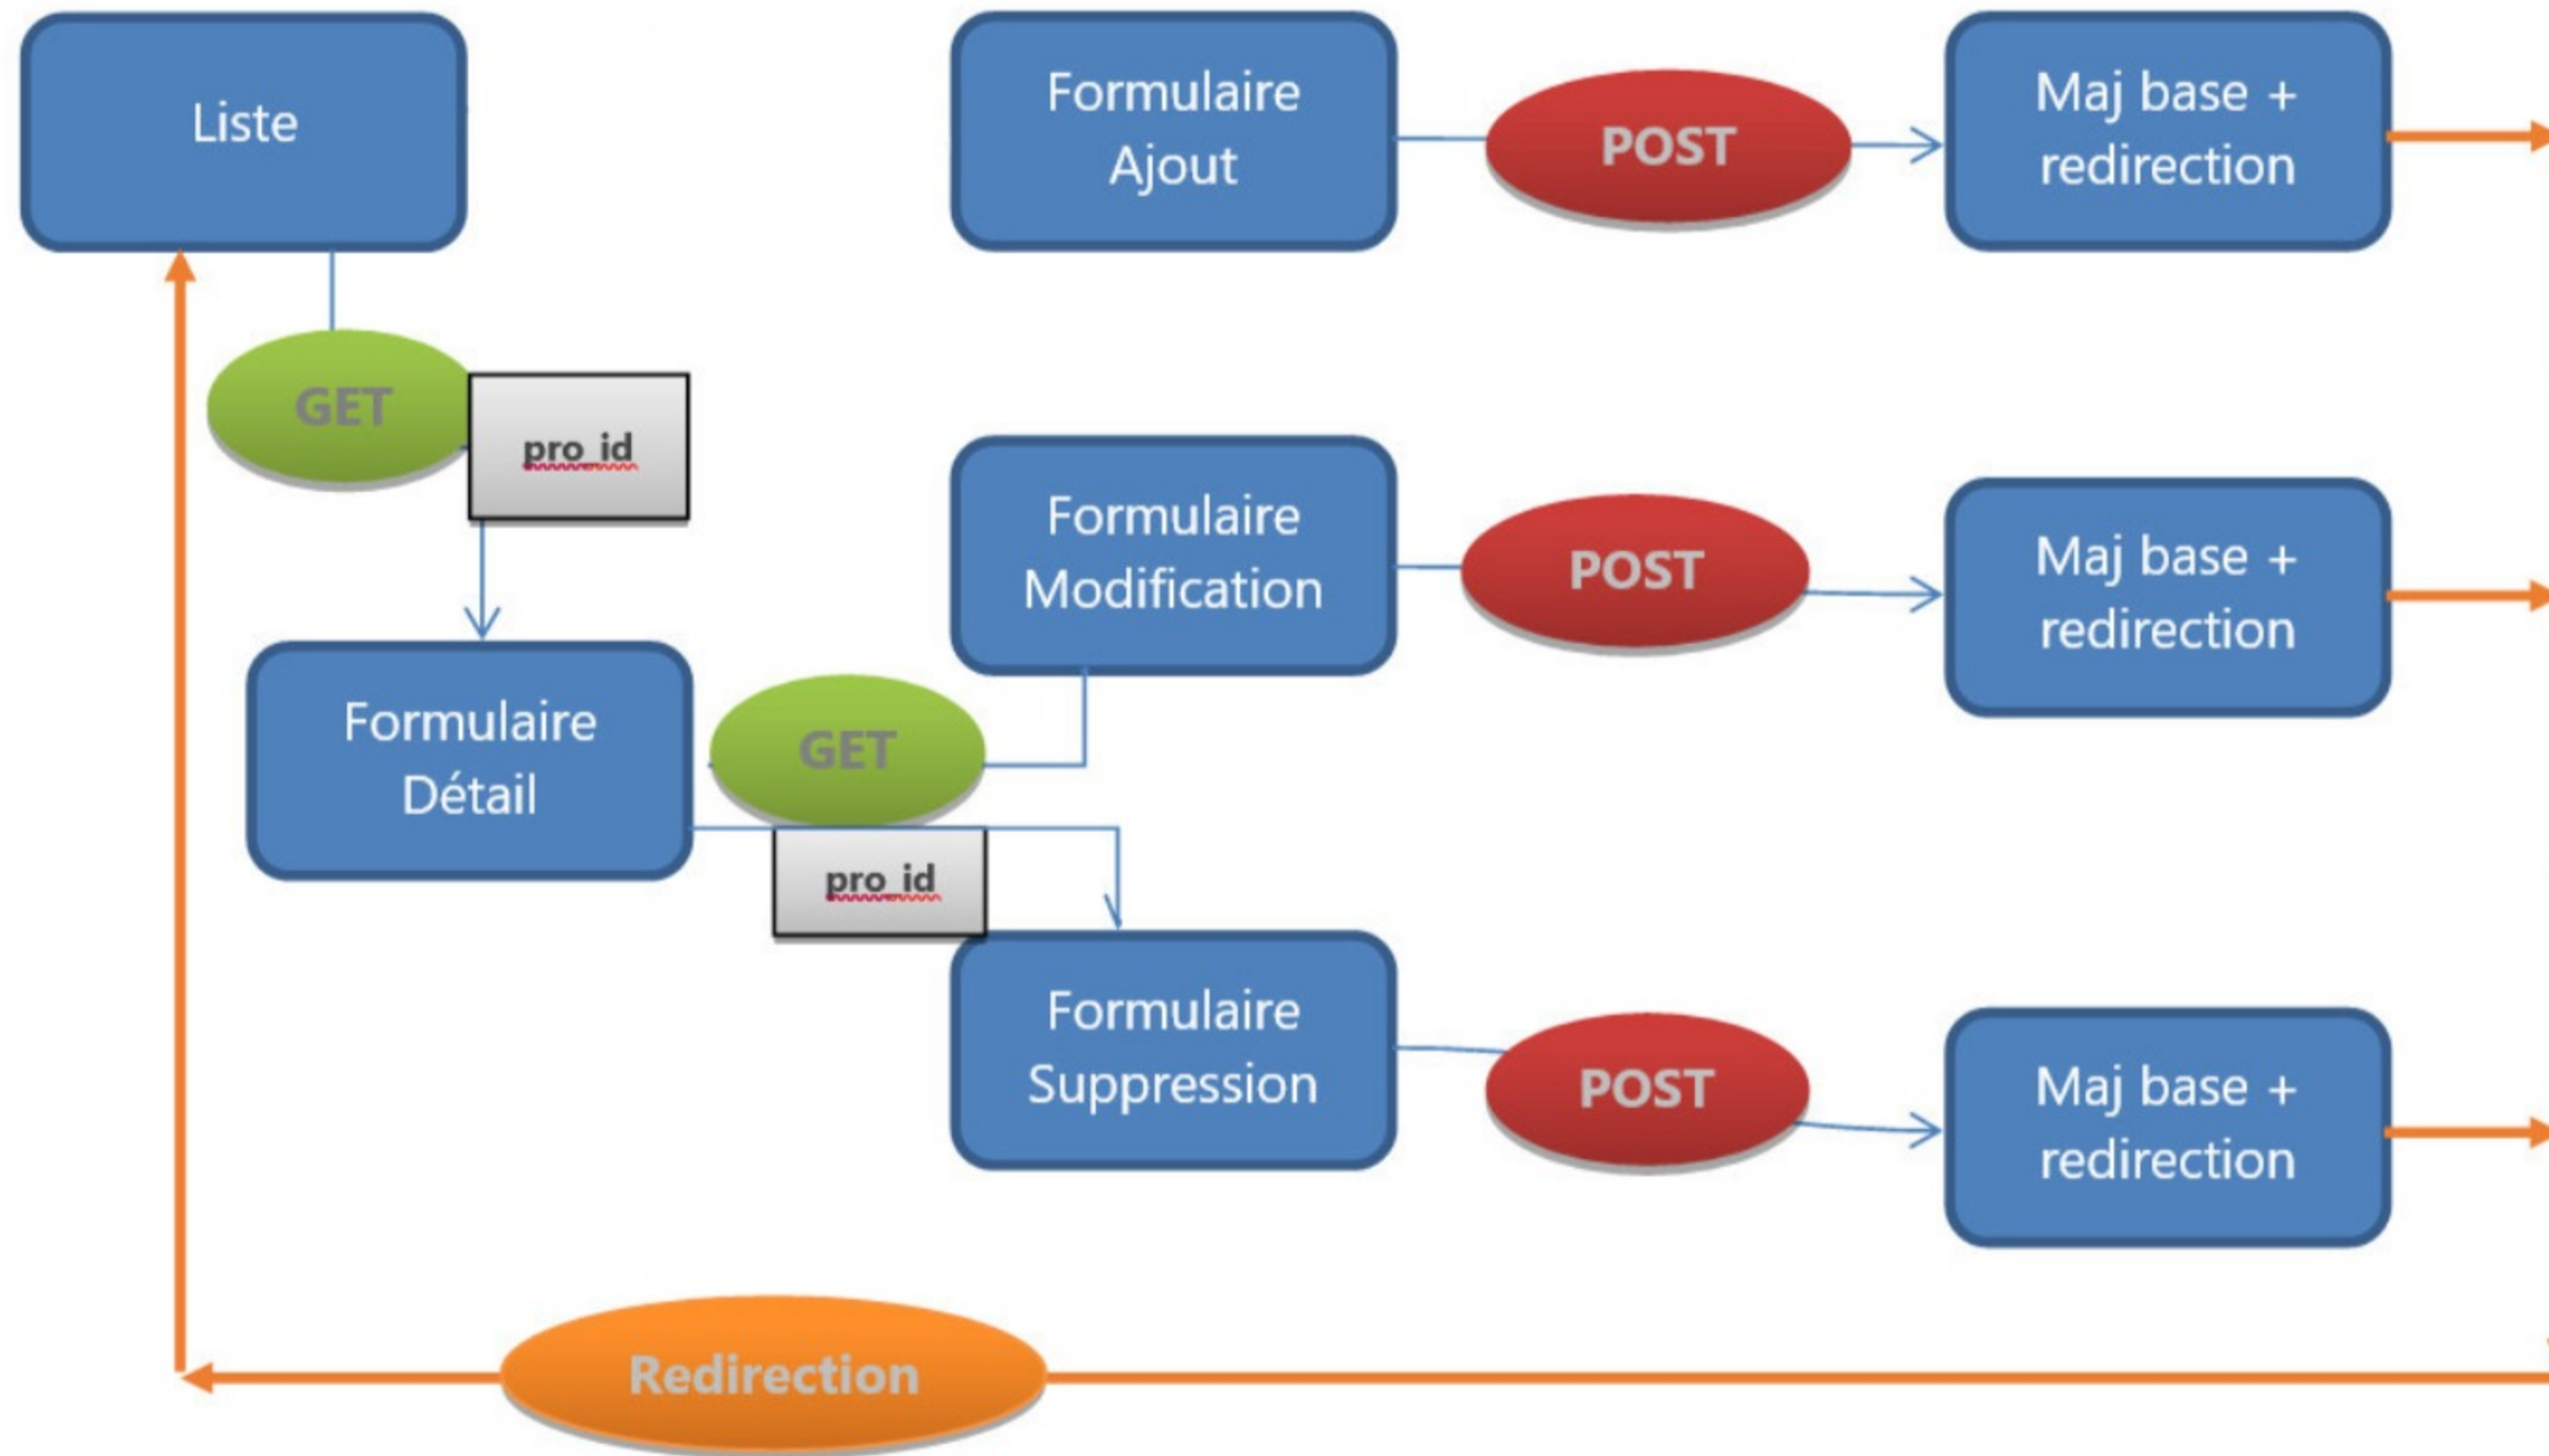 Liste
Formulaire
Ajout
POST
Maj base +
redirection
GET
pro_id
Formulaire
Modification
POST
Maj base +
redirection
Formulaire
Détail
GET
pro_id
Formulaire
Suppression
POST
Maj base +
redirection
Redirection